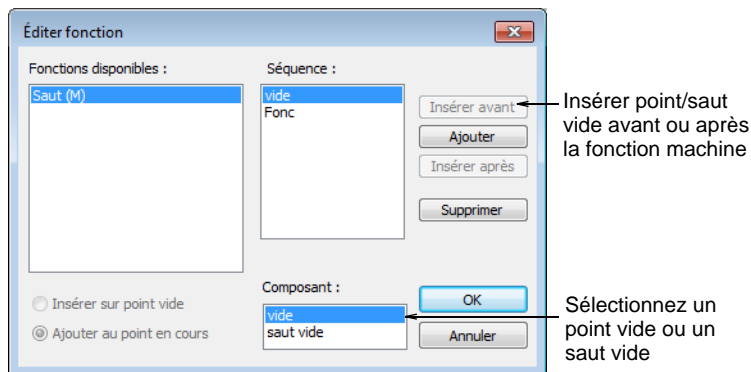 Éditer fonction
Fonctions disponibles :
Saut (M)
Insérer sur point vide
Ajouter au point en cours
Séquence :
vide
Fonc
Composant :
vide
saut vide
Insérer avant
Ajouter
Insérer après
Supprimer
OK
Annuler
Insérer point/saut
vide avant ou après
la fonction machine
Sélectionnez un
point vide ou un
saut vide